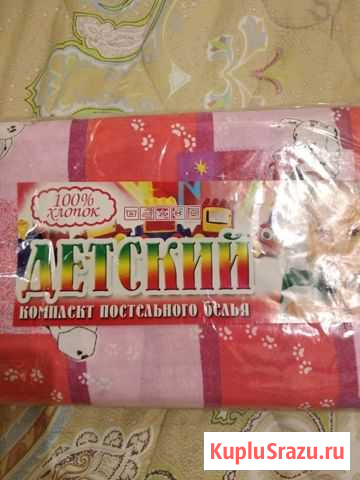 100%
ХЛОПОК
ДЕТСКИЙ
КОМПЛЕКТ ПОСТЕЛЬНОГО БЕЛЬЯ
KupluSrazu.ru